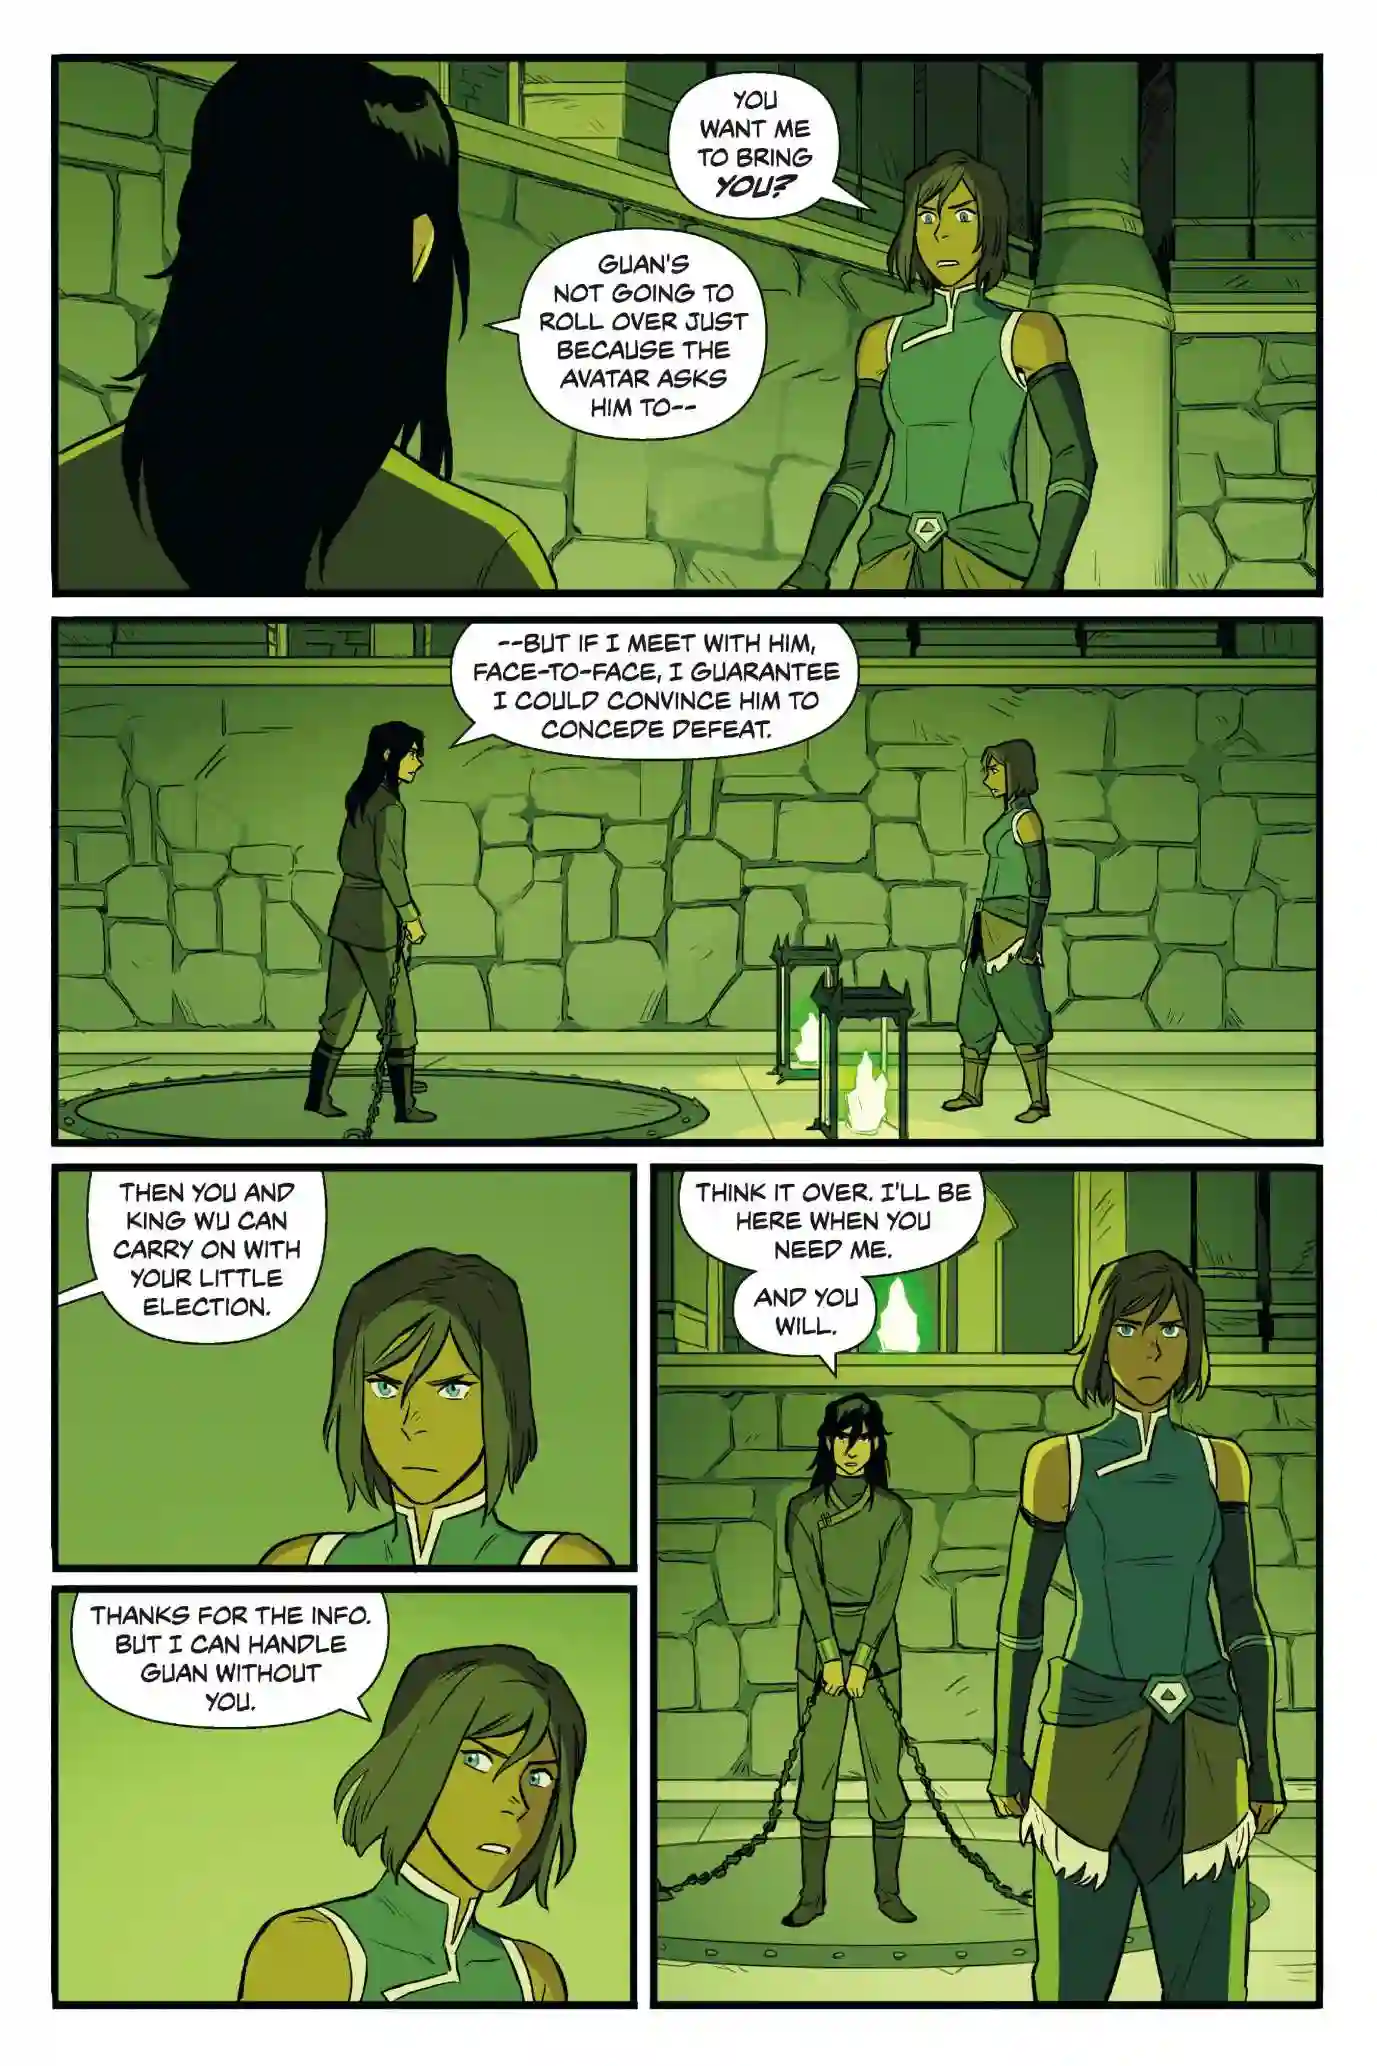 YOU
WANT ME
TO BRING
YOU?
GUAN'S
NOT GOING TO
ROLL OVER JUST
BECAUSE THE
AVATAR ASKS
HIM TO--
--BUT IF I MEET WITH HIM,
FACE-TO-FACE, I GUARANTEE
I COULD CONVINCE HIM TO
CONCEDE DEFEAT.
THEN YOU AND
KING WU CAN
CARRY ON WITH
YOUR LITTLE
ELECTION.
THANKS FOR THE INFO.
BUT I CAN HANDLE
GUAN WITHOUT
YOU.
THINK IT OVER. I'LL BE
HERE WHEN YOU
NEED ME.
AND YOU
WILL.